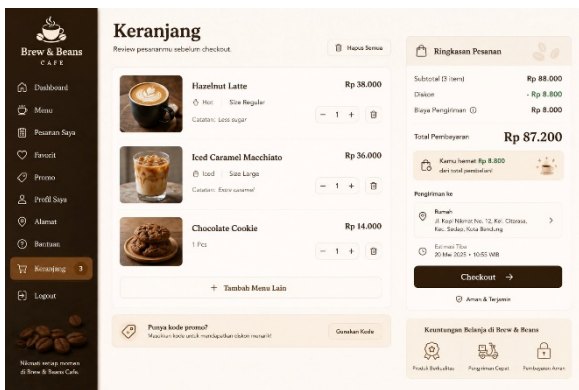 Brew & Beans
CAFE
Dashboard
Menu
Pesanan Saya
Favorit
Promo
Profil Saya
Alamat
Bantuan
Keranjang 3
Logout
Nikmati setiap momen
di Brew & Beans Cafe.
Keranjang
Review pesananmu sebelum checkout.
Hapus Semua
Hazelnut Latte
Rp 38.000
Hot Size Regular
Catatan: Less sugar
- 1 +
Iced Caramel Macchiato
Rp 36.000
Iced Size Large
Catatan: Extra caramel
- 1 +
Chocolate Cookie
Rp 14.000
1 Pcs
- 1 +
+ Tambah Menu Lain
Punya kode promo?
Masukkan kode untuk mendapatkan diskon menarik!
Gunakan Kode
Ringkasan Pesanan
Subtotal (3 item) Rp 88.000
Diskon - Rp 8.800
Biaya Pengiriman Rp 8.000
Total Pembayaran Rp 87.200
Kamu hemat Rp 8.800
dari total pembelian!
Pengiriman ke
Rumah
Jl. Kopi Nikmat No. 12, Kel. Citarasa,
Kec. Sedap, Kota Bandung
Estimasi Tiba
20 Mei 2025 • 10:55 WIB
Checkout →
Aman & Terjamin
Keuntungan Belanja di Brew & Beans
Produk Berkualitas
Pengiriman Cepat
Pembayaran Aman